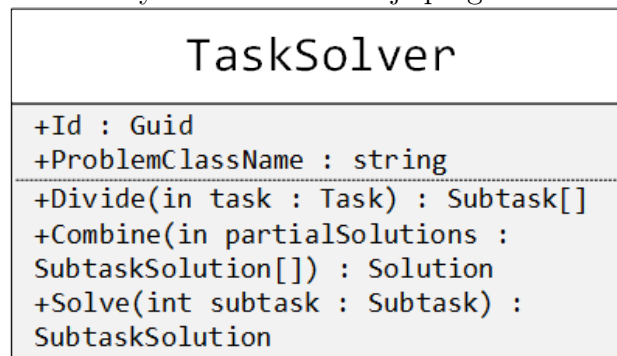 TaskSolver
+Id : Guid
+ProblemClassName : string
+Divide(in task : Task) : Subtask[]
+Combine(in partialSolutions :
SubtaskSolution[]) : Solution
+Solve(int subtask : Subtask) :
SubtaskSolution